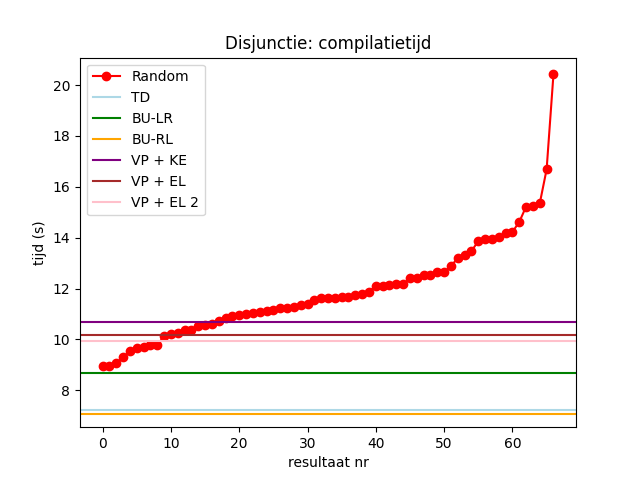 Disjunctie: compilatietijd
Random
TD
BU-LR
BU-RL
VP + KE
VP + EL
VP + EL 2
tijd (s)
20
18
16
14
12
10
8
0 10 20 30 40 50 60
resultaat nr